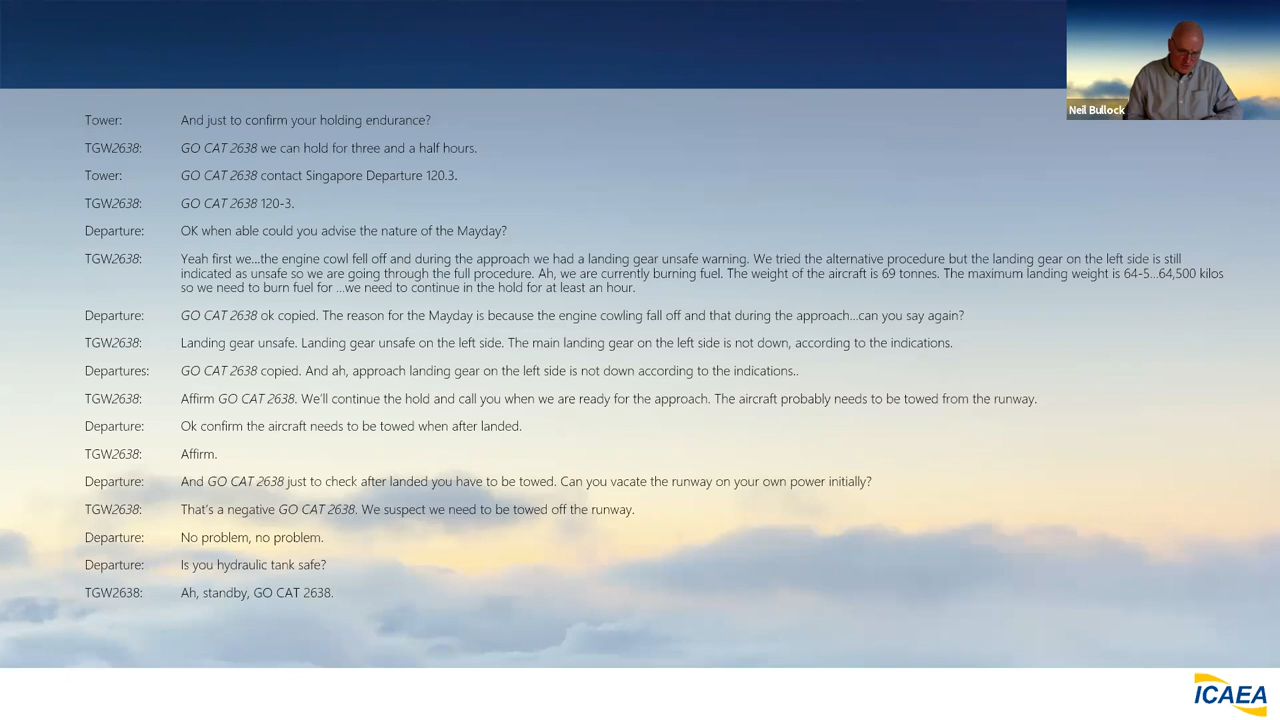 Neil Bullock
Tower: And just to confirm your holding endurance?
TGW2638: GO CAT 2638 we can hold for three and a half hours.
Tower: GO CAT 2638 contact Singapore Departure 120.3.
TGW2638: GO CAT 2638 120-3.
Departure: OK when able could you advise the nature of the Mayday?
TGW2638: Yeah first we...the engine cowl fell off and during the approach we had a landing gear unsafe warning. We tried the alternative procedure but the landing gear on the left side is still
indicated as unsafe so we are going through the full procedure. Ah, we are currently burning fuel. The weight of the aircraft is 69 tonnes. The maximum landing weight is 64-5...64,500 kilos
so we need to burn fuel for ...we need to continue in the hold for at least an hour.
Departure: GO CAT 2638 ok copied. The reason for the Mayday is because the engine cowling fall off and that during the approach...can you say again?
TGW2638: Landing gear unsafe. Landing gear unsafe on the left side. The main landing gear on the left side is not down, according to the indications.
Departures: GO CAT 2638 copied. And ah, approach landing gear on the left side is not down according to the indications..
TGW2638: Affirm GO CAT 2638. We'll continue the hold and call you when we are ready for the approach. The aircraft probably needs to be towed from the runway.
Departure: Ok confirm the aircraft needs to be towed when after landed.
TGW2638: Affirm.
Departure: And GO CAT 2638 just to check after landed you have to be towed. Can you vacate the runway on your own power initially?
TGW2638: That's a negative GO CAT 2638. We suspect we need to be towed off the runway.
Departure: No problem, no problem.
Departure: Is you hydraulic tank safe?
TGW2638: Ah, standby, GO CAT 2638.
ICAEA